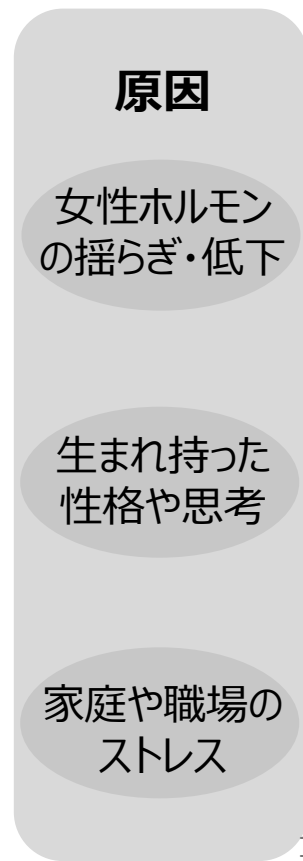 原因
女性ホルモン
の揺らぎ・低下
生まれ持った
性格や思考
家庭や職場の
ストレス